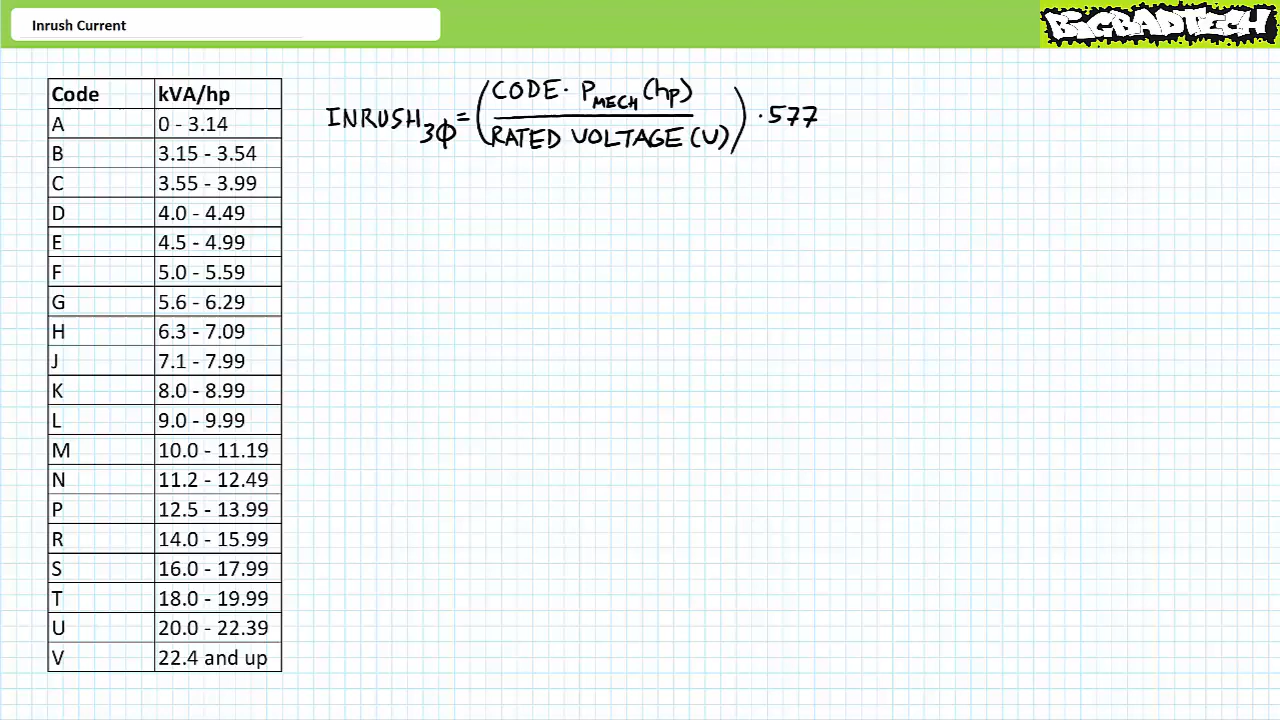 Inrush Current
BIGBADTECH
Code kVA/hp
A 0 - 3.14
B 3.15 - 3.54
C 3.55 - 3.99
D 4.0 - 4.49
E 4.5 - 4.99
F 5.0 - 5.59
G 5.6 - 6.29
H 6.3 - 7.09
J 7.1 - 7.99
K 8.0 - 8.99
L 9.0 - 9.99
M 10.0 - 11.19
N 11.2 - 12.49
P 12.5 - 13.99
R 14.0 - 15.99
S 16.0 - 17.99
T 18.0 - 19.99
U 20.0 - 22.39
V 22.4 and up
INRUSH3Φ = (CODE · PMECH (hp) / RATED VOLTAGE (V)) · .577